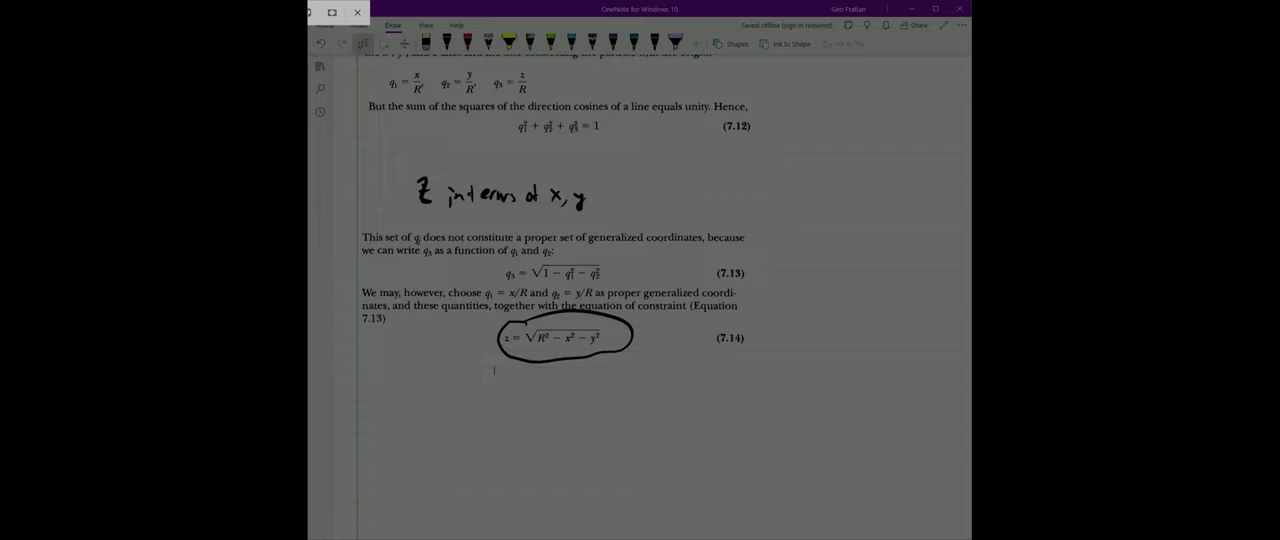 OneNote for Windows 10
Gen Fratian
Draw View Help
Saved offline (sign in required)
Share
Shapes
Ink to Shape
q₁ = x/R, q₂ = y/R, q₃ = z/R
But the sum of the squares of the direction cosines of a line equals unity. Hence,
q₁² + q₂² + q₃² = 1 (7.12)
Z in terms of x, y
This set of qⱼ does not constitute a proper set of generalized coordinates, because
we can write q₃ as a function of q₁ and q₂:
q₃ = √(1 − q₁² − q₂²) (7.13)
We may, however, choose q₁ = x/R and q₂ = y/R as proper generalized coordi-
nates, and these quantities, together with the equation of constraint (Equation
7.13)
z = √(R² − x² − y²) (7.14)